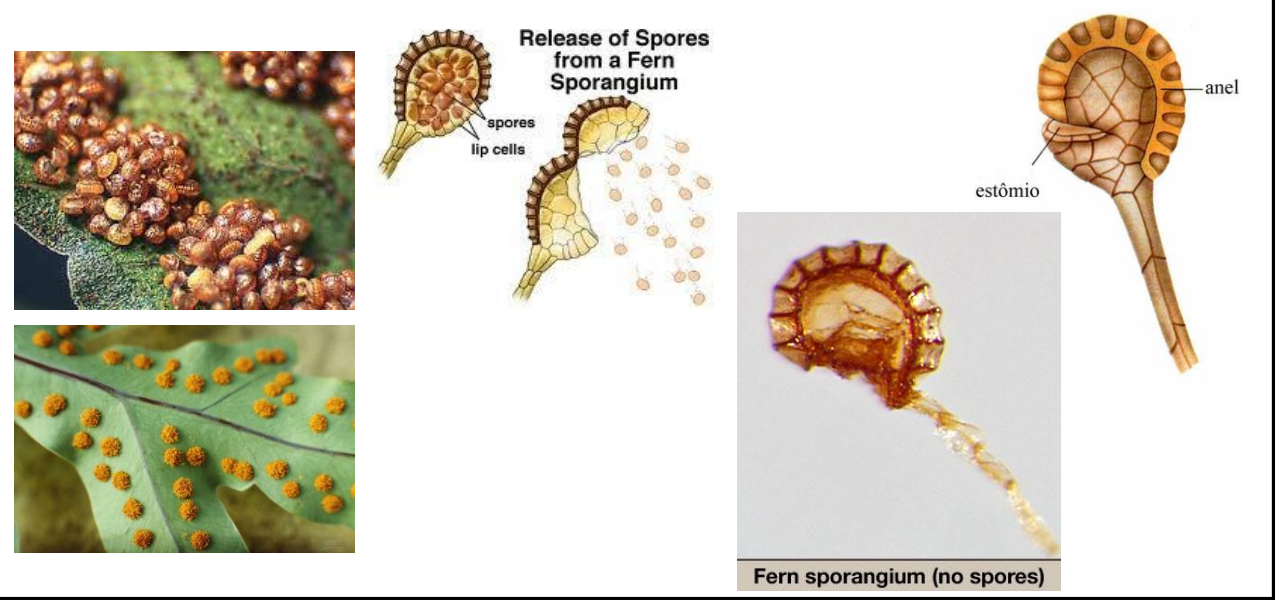 Release of Spores
from a Fern
Sporangium
spores
lip cells
anel
estômio
Fern sporangium (no spores)